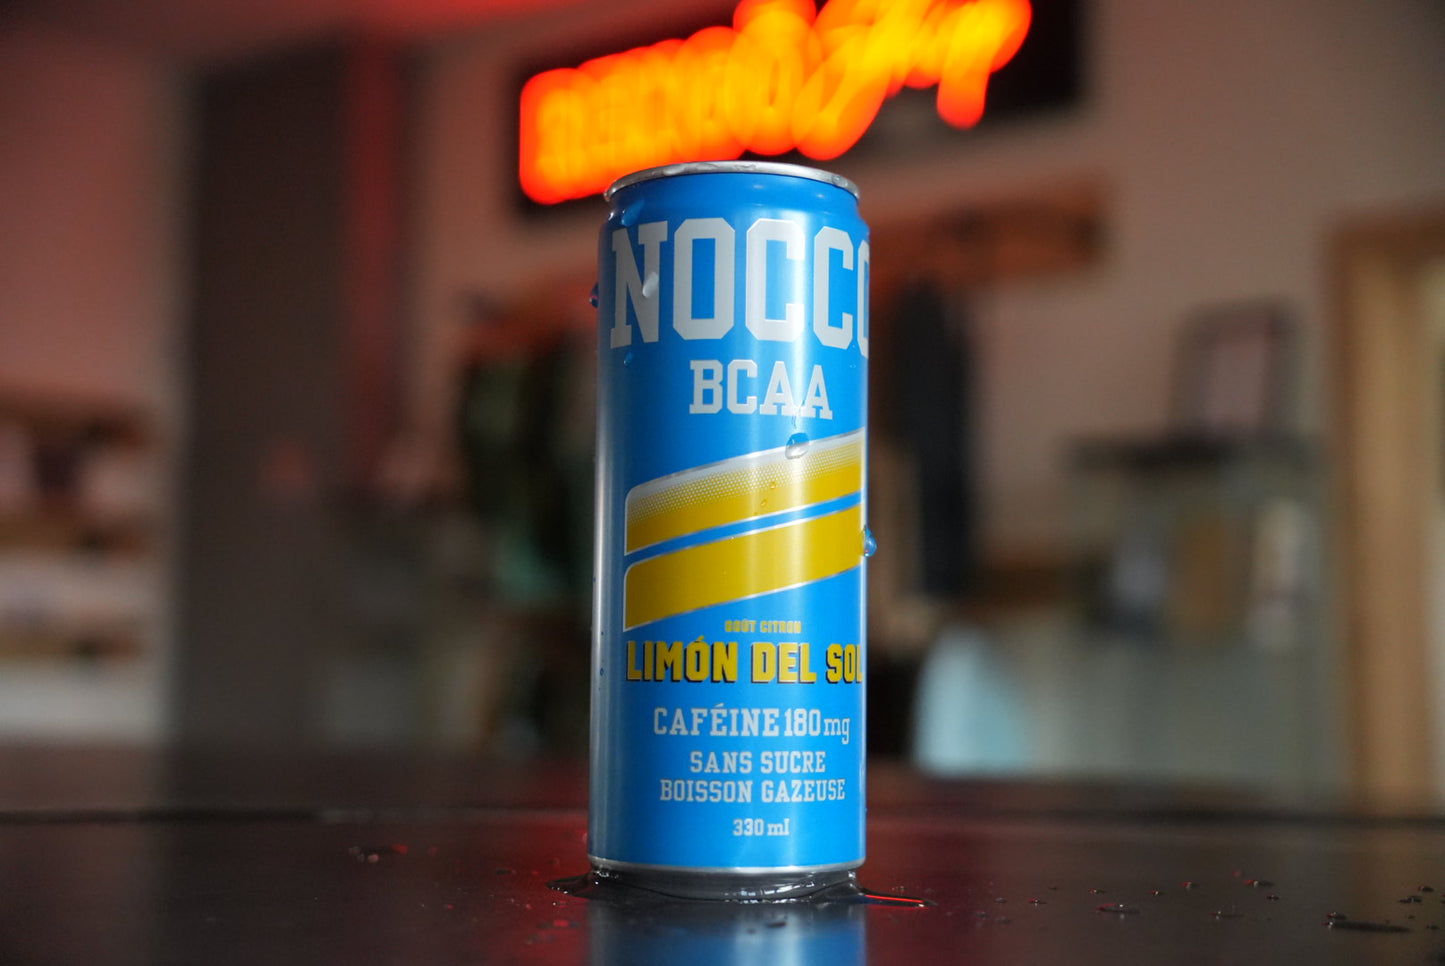 NOCCO
BCAA
GOÛT CITRON
LIMÓN DEL SOL
CAFÉINE 180mg
SANS SUCRE
BOISSON GAZEUSE
330 ml